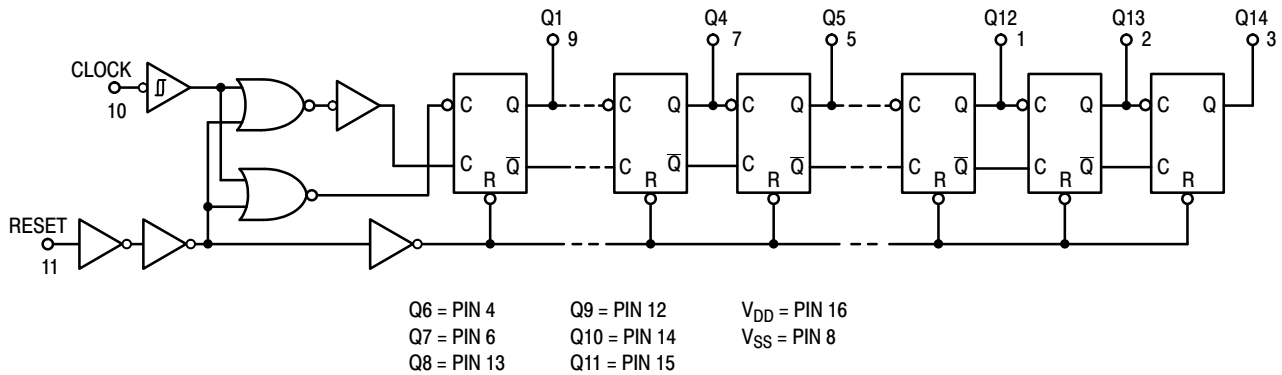 Q1 Q4 Q5 Q12 Q13 Q14
9 7 5 1 2 3
CLOCK
10
C Q C Q C Q C Q C Q C Q
C Q̅ C Q̅ C Q̅ C Q̅ C Q̅ C
R R R R R R
RESET
11
Q6 = PIN 4 Q9 = PIN 12 VDD = PIN 16
Q7 = PIN 6 Q10 = PIN 14 VSS = PIN 8
Q8 = PIN 13 Q11 = PIN 15